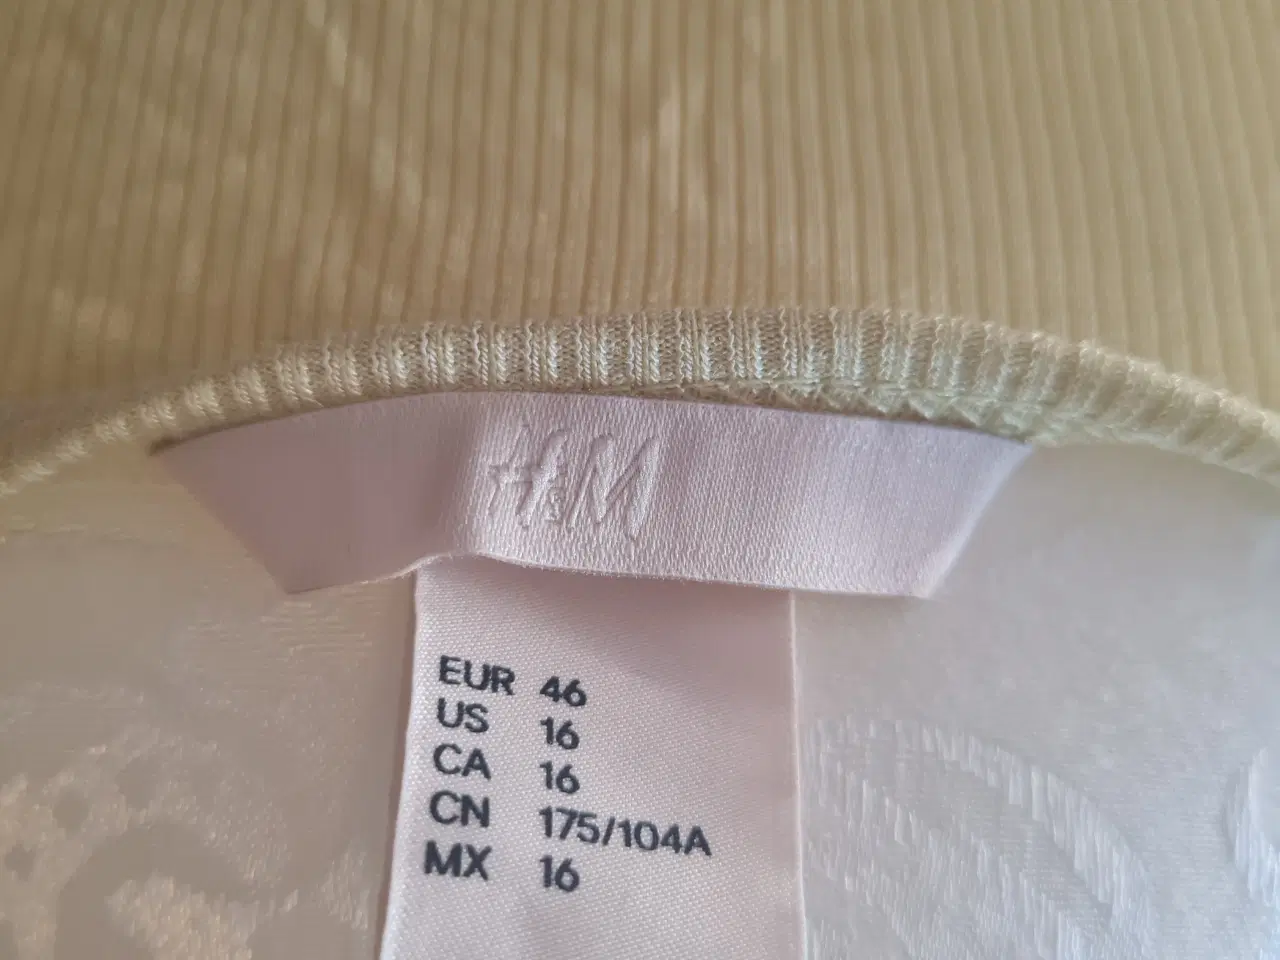 H&M
EUR 46
US 16
CA 16
CN 175/104A
MX 16